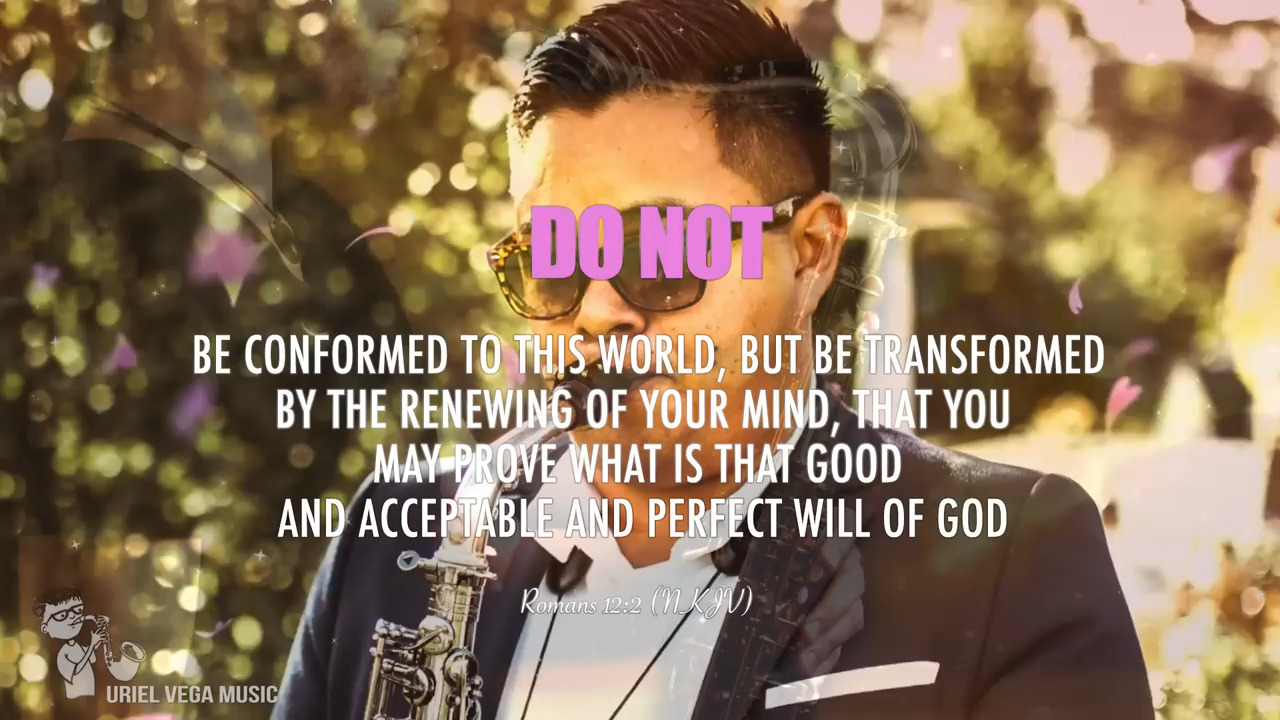 DO NOT
BE CONFORMED TO THIS WORLD, BUT BE TRANSFORMED
BY THE RENEWING OF YOUR MIND, THAT YOU
MAY PROVE WHAT IS THAT GOOD
AND ACCEPTABLE AND PERFECT WILL OF GOD
Romans 12:2 (NKJV)
URIEL VEGA MUSIC